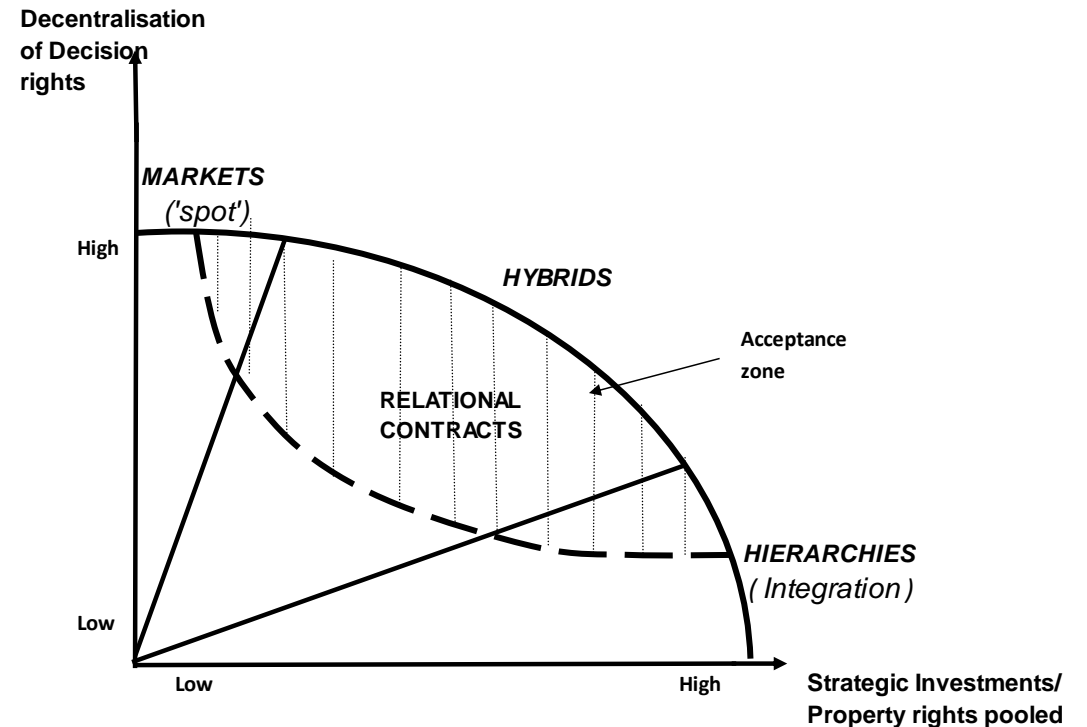 Decentralisation
of Decision
rights
MARKETS
('spot')
High
HYBRIDS
Acceptance
zone
RELATIONAL
CONTRACTS
HIERARCHIES
( Integration )
Low
Low
High
Strategic Investments/
Property rights pooled